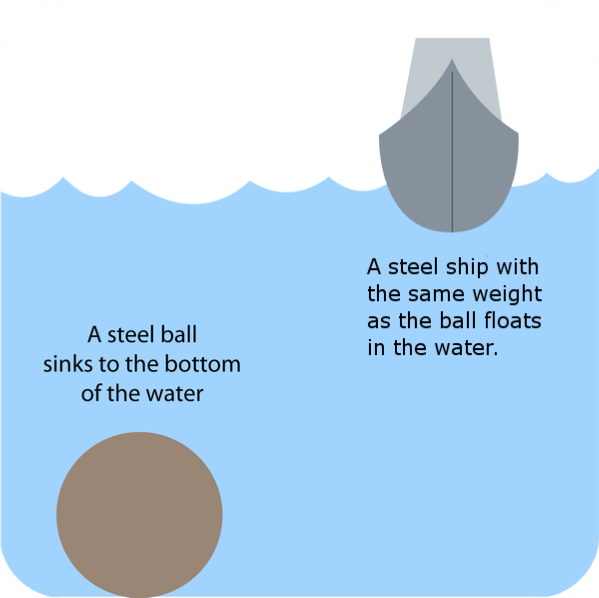 A steel ship with
the same weight
as the ball floats
in the water.
A steel ball
sinks to the bottom
of the water